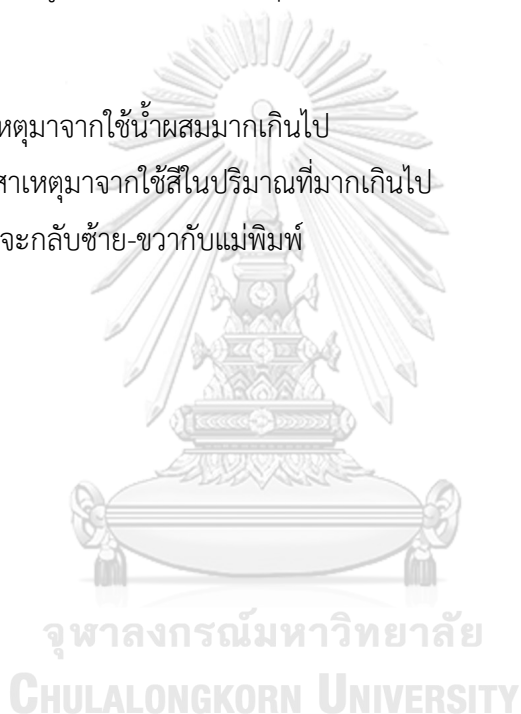 หตุมาจากใช้น้ำผสมมากเกินไป
สาเหตุมาจากใช้สีในปริมาณที่มากเกินไป
จะกลับซ้าย-ขวากับแม่พิมพ์
จุฬาลงกรณ์มหาวิทยาลัย
CHULALONGKORN UNIVERSITY